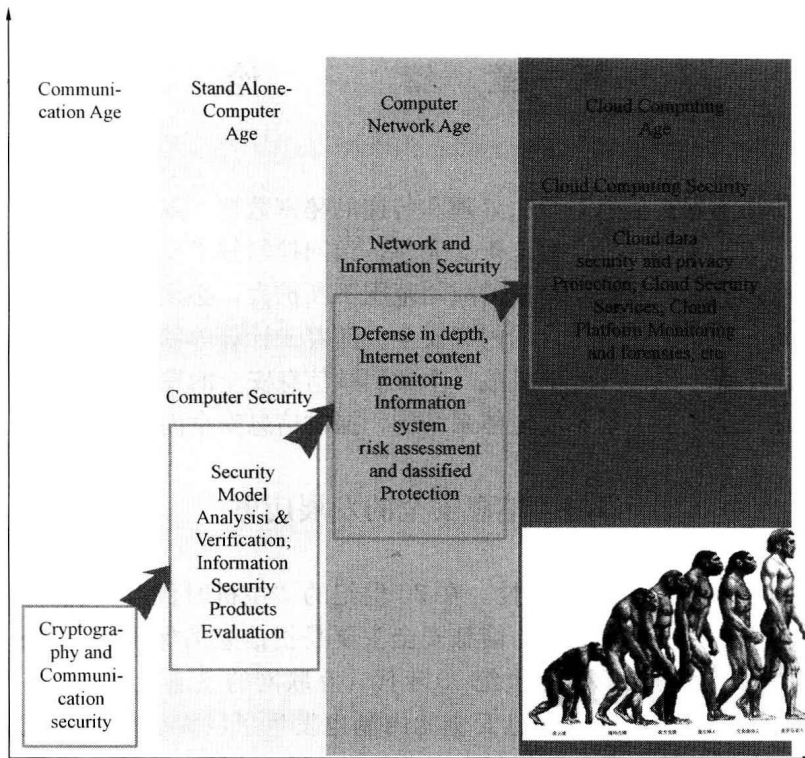 Communi-
cation Age
Stand Alone-
Computer
Age
Computer
Network Age
Cloud Computing
Age
Cloud Computing Security
Cloud data
security and privacy
Protection, Cloud Security
Services, Cloud
Platform Monitoring
and forensies, etc
Network and
Information Security
Defense in depth,
Internet content
monitoring
Information
system
risk assessment
and dassified
Protection
Computer Security
Security
Model
Analysisi &
Verification;
Information
Security
Products
Evaluation
Cryptogra-
phy and
Communi-
cation
security